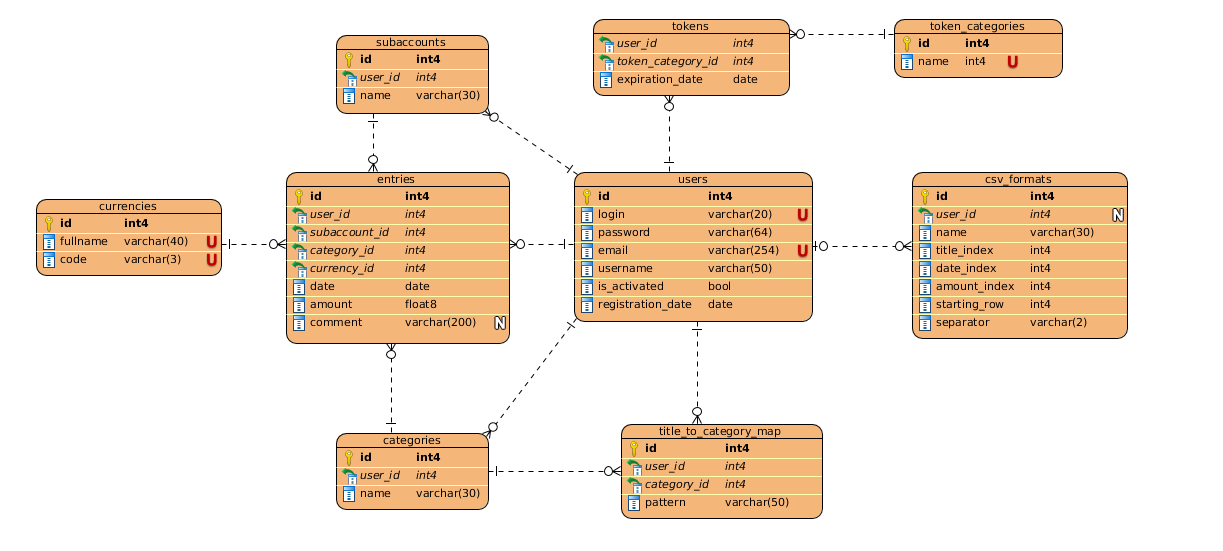 subaccounts
id int4
user_id int4
name varchar(30)
tokens
user_id int4
token_category_id int4
expiration_date date
token_categories
id int4
name int4 U
currencies
id int4
fullname varchar(40) U
code varchar(3) U
entries
id int4
user_id int4
subaccount_id int4
category_id int4
currency_id int4
date date
amount float8
comment varchar(200) N
users
id int4
login varchar(20) U
password varchar(64)
email varchar(254) U
username varchar(50)
is_activated bool
registration_date date
csv_formats
id int4
user_id int4 N
name varchar(30)
title_index int4
date_index int4
amount_index int4
starting_row int4
separator varchar(2)
categories
id int4
user_id int4
name varchar(30)
title_to_category_map
id int4
user_id int4
category_id int4
pattern varchar(50)